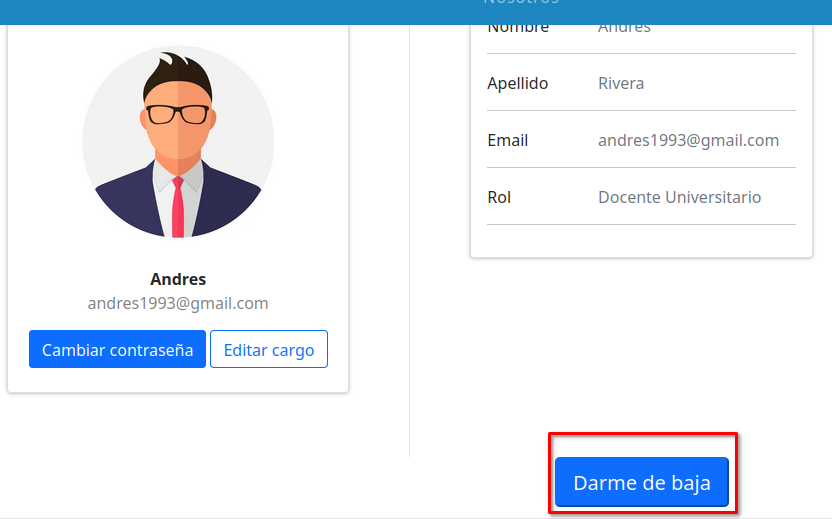 Nosotros
Nombre Andres
Apellido Rivera
Email andres1993@gmail.com
Rol Docente Universitario
Andres
andres1993@gmail.com
Cambiar contraseña Editar cargo
Darme de baja